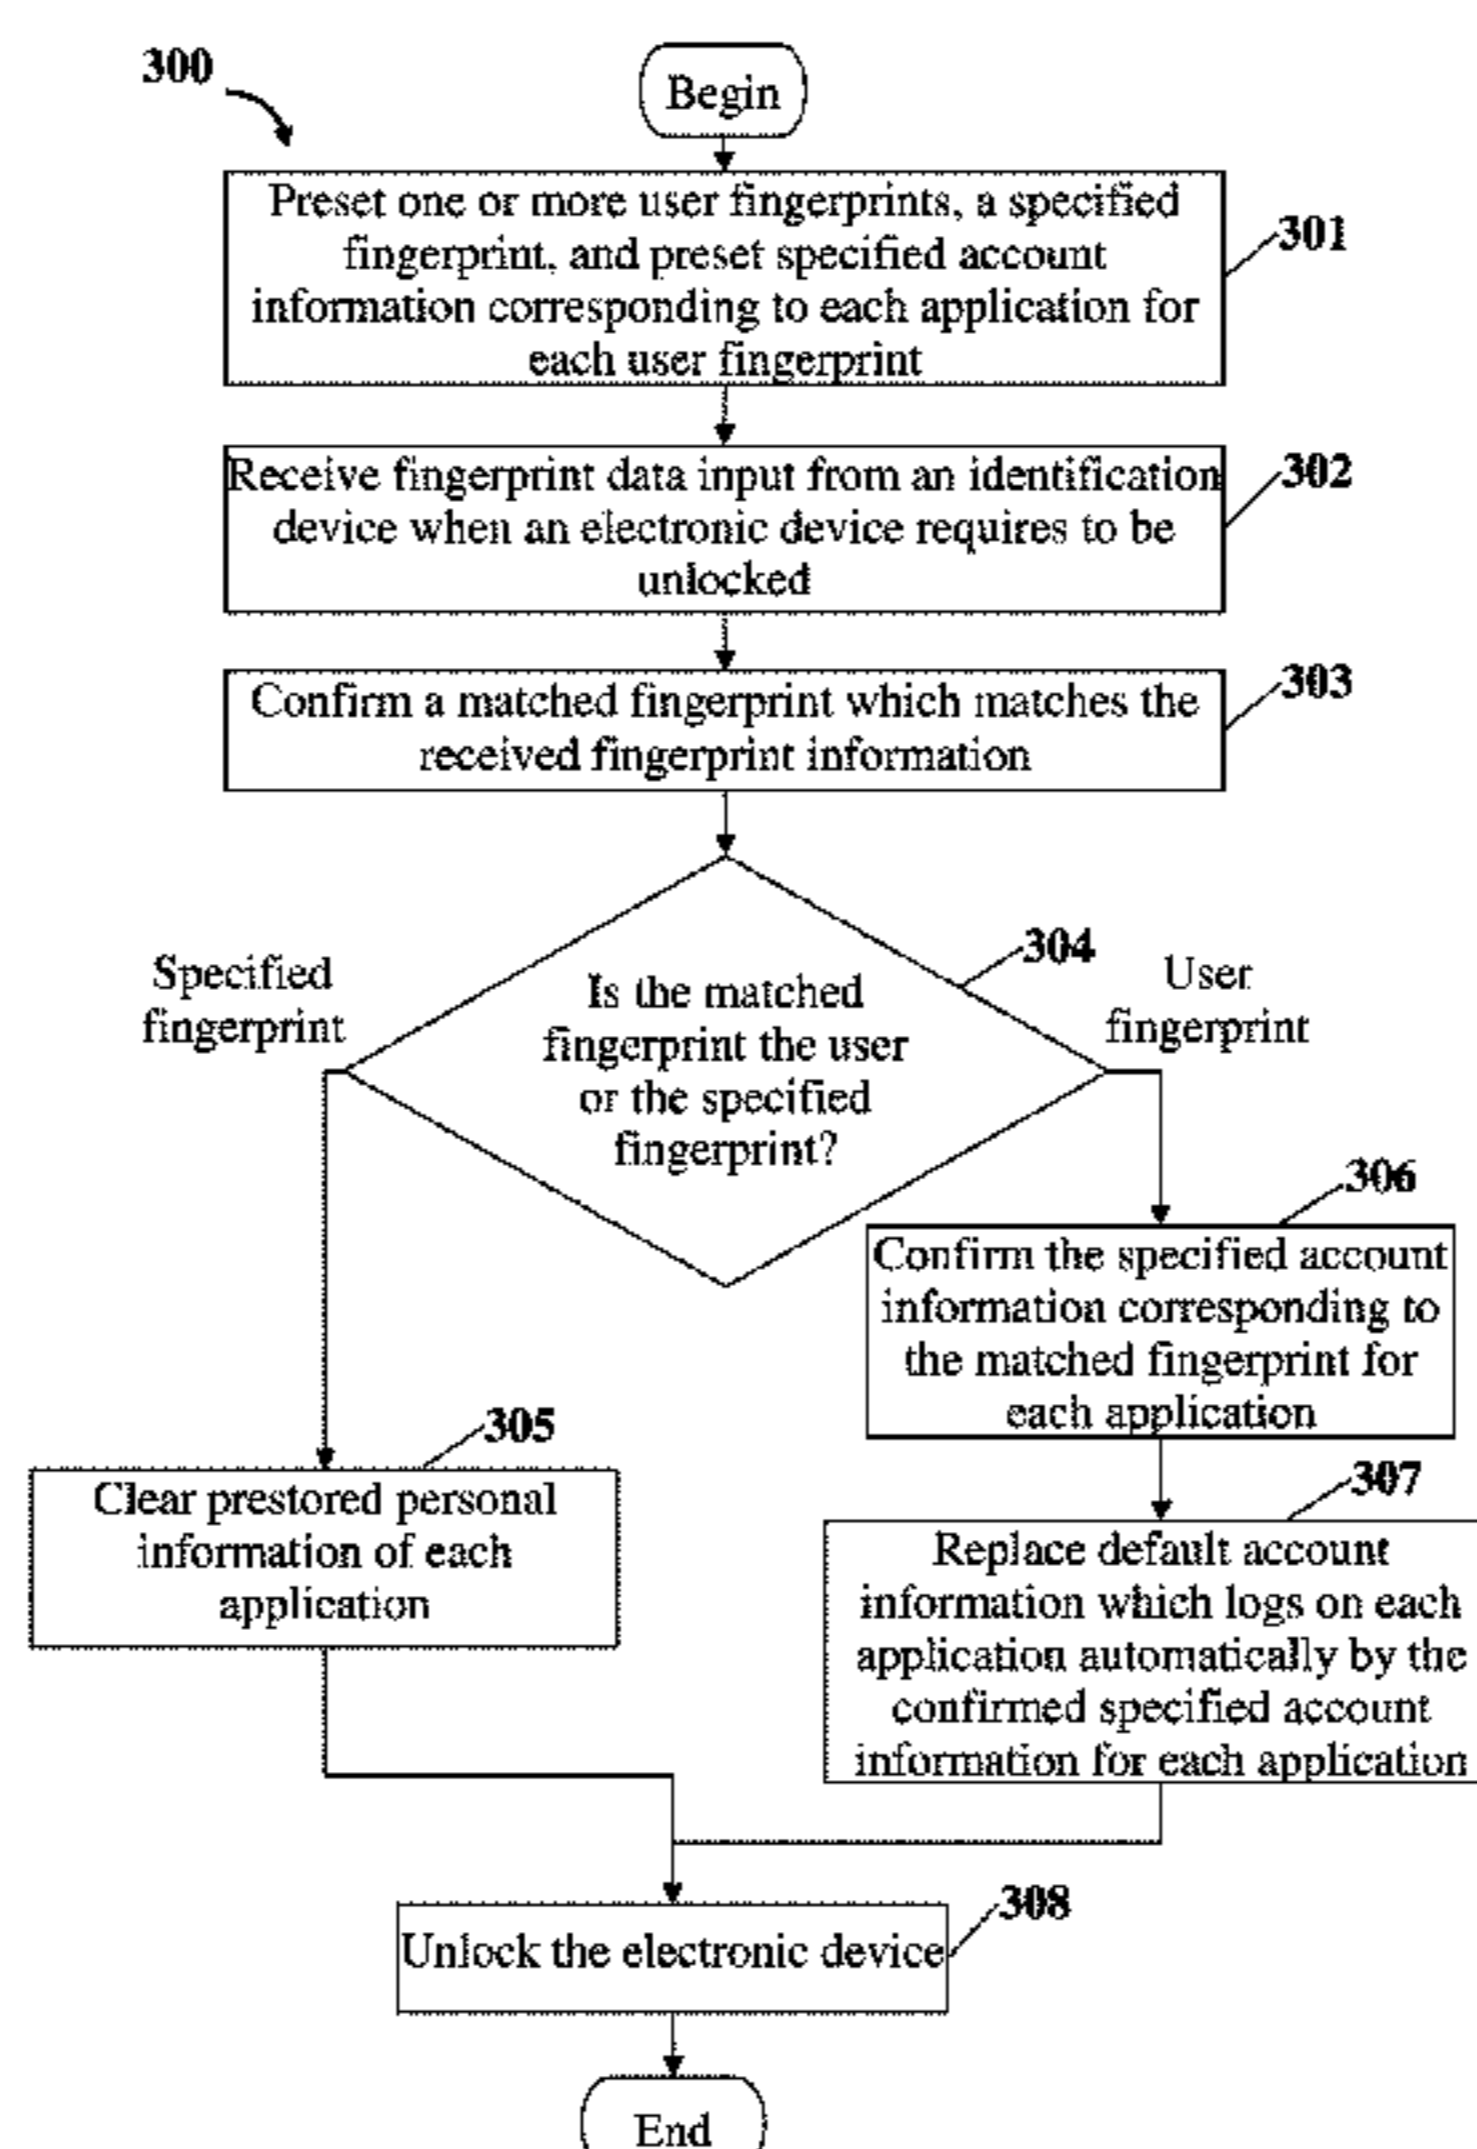 300
Begin
Preset one or more user fingerprints, a specified
fingerprint, and preset specified account
information corresponding to each application for
each user fingerprint
301
Receive fingerprint data input from an identification
device when an electronic device requires to be
unlocked
302
Confirm a matched fingerprint which matches the
received fingerprint information
303
Is the matched
fingerprint the user
or the specified
fingerprint?
304
Specified
fingerprint
User
fingerprint
306
Confirm the specified account
information corresponding to
the matched fingerprint for
each application
305
Clear prestored personal
information of each
application
307
Replace default account
information which logs on each
application automatically by the
confirmed specified account
information for each application
308
Unlock the electronic device
End